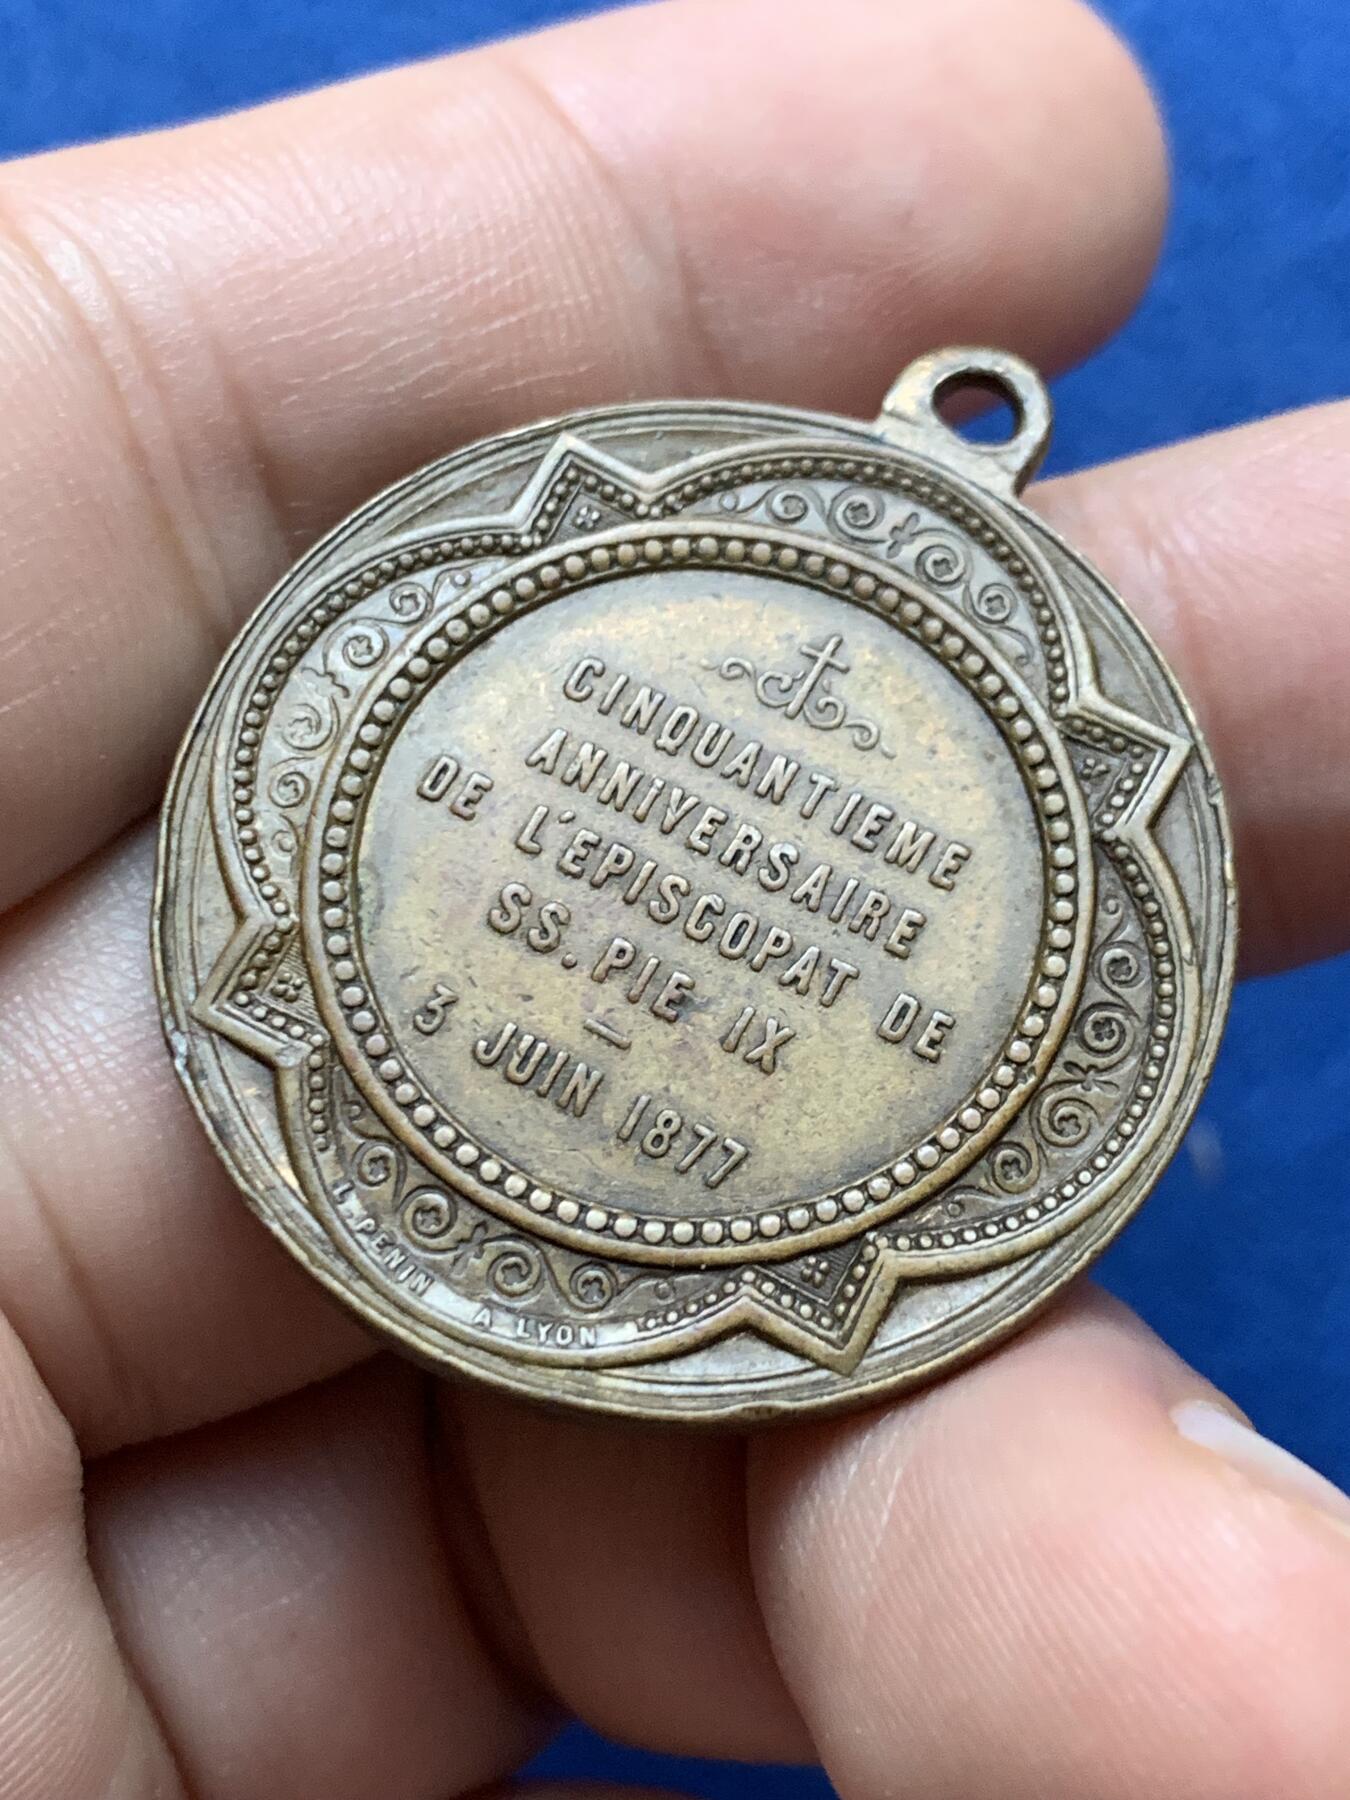 CINQUANTIEME
ANNIVERSAIRE
DE L'EPISCOPAT DE
SS. PIE IX
—
3 JUIN 1877
L. PENIN A LYON